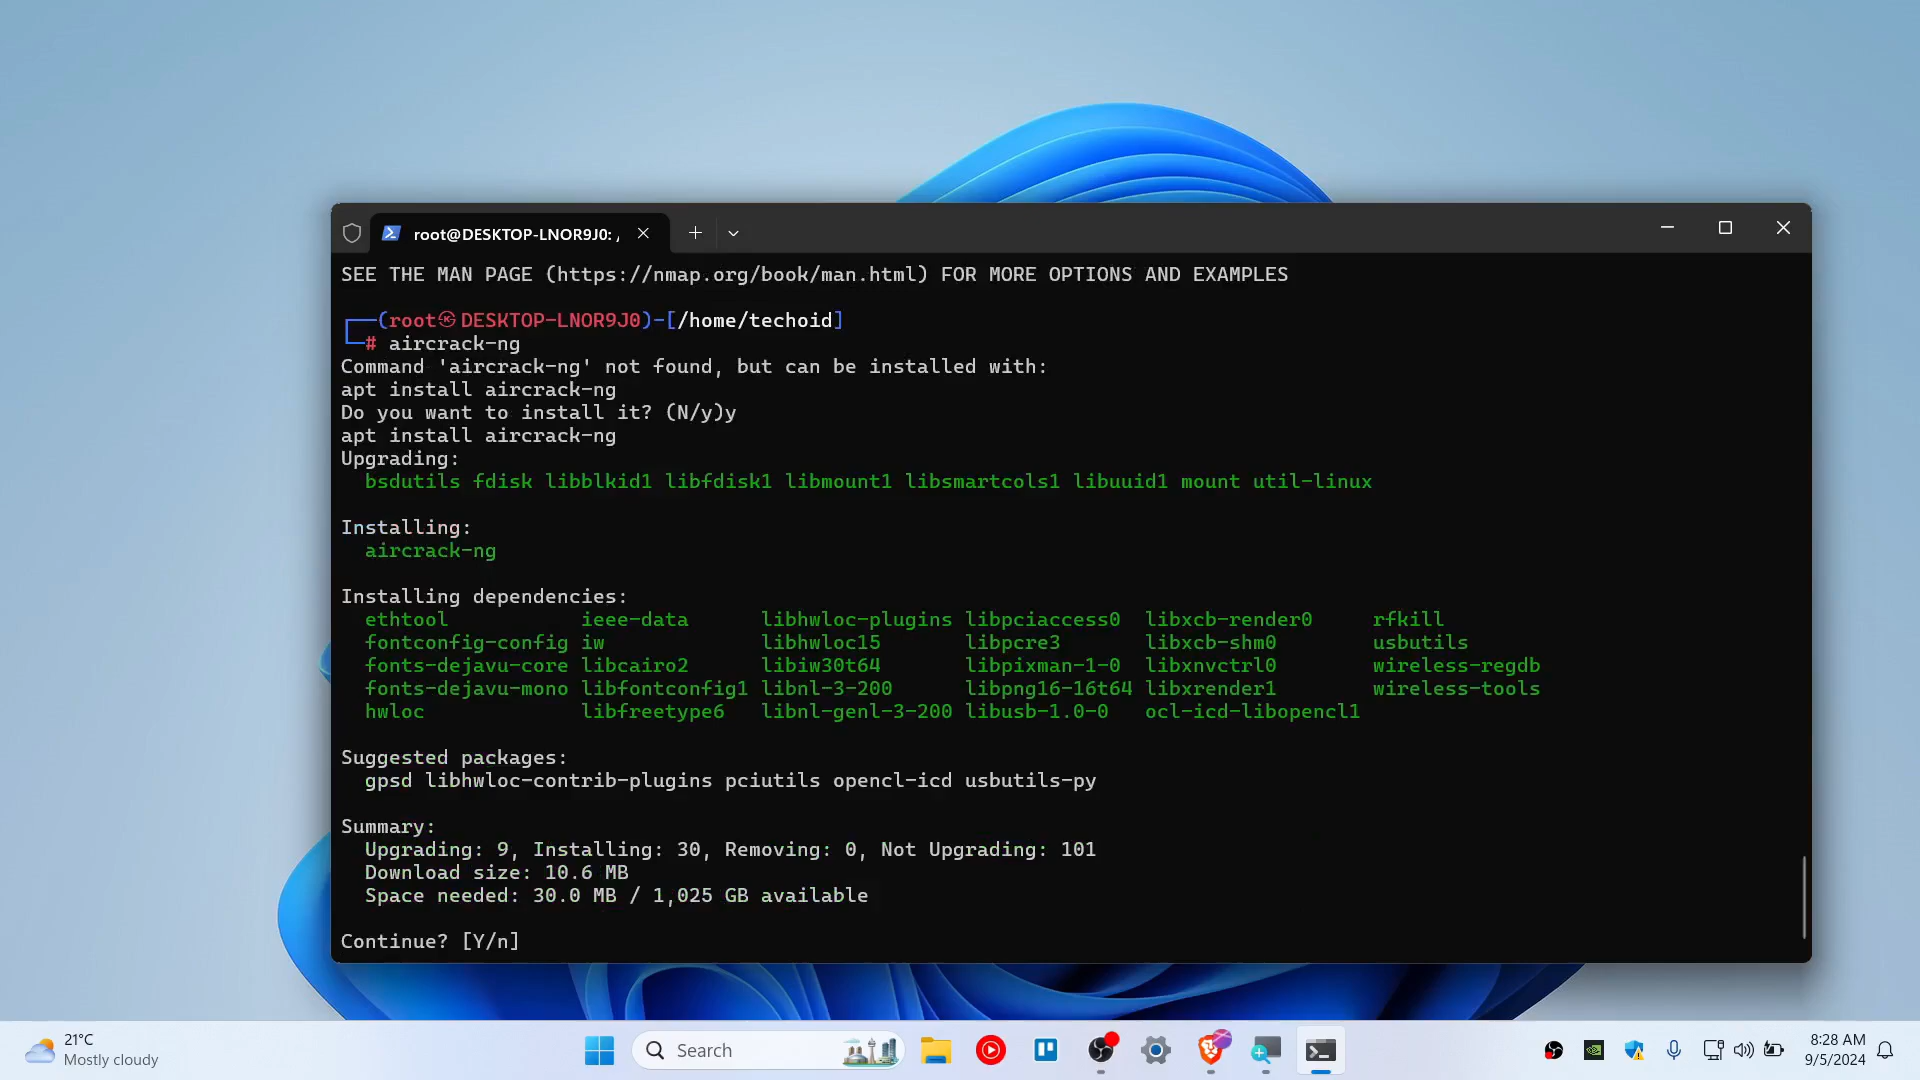 root@DESKTOP-LNOR9J0: /
SEE THE MAN PAGE (https://nmap.org/book/man.html) FOR MORE OPTIONS AND EXAMPLES
┌──(root㉿DESKTOP-LNOR9J0)-[/home/techoid]
└─# aircrack-ng
Command 'aircrack-ng' not found, but can be installed with:
apt install aircrack-ng
Do you want to install it? (N/y)y
apt install aircrack-ng
Upgrading:
bsdutils fdisk libblkid1 libfdisk1 libmount1 libsmartcols1 libuuid1 mount util-linux
Installing:
aircrack-ng
Installing dependencies:
ethtool ieee-data libhwloc-plugins libpciaccess0 libxcb-render0 rfkill
fontconfig-config iw libhwloc15 libpcre3 libxcb-shm0 usbutils
fonts-dejavu-core libcairo2 libiw30t64 libpixman-1-0 libxnvctrl0 wireless-regdb
fonts-dejavu-mono libfontconfig1 libnl-3-200 libpng16-16t64 libxrender1 wireless-tools
hwloc libfreetype6 libnl-genl-3-200 libusb-1.0-0 ocl-icd-libopencl1
Suggested packages:
gpsd libhwloc-contrib-plugins pciutils opencl-icd usbutils-py
Summary:
Upgrading: 9, Installing: 30, Removing: 0, Not Upgrading: 101
Download size: 10.6 MB
Space needed: 30.0 MB / 1,025 GB available
Continue? [Y/n]
21°C
Mostly cloudy
Search
8:28 AM
9/5/2024